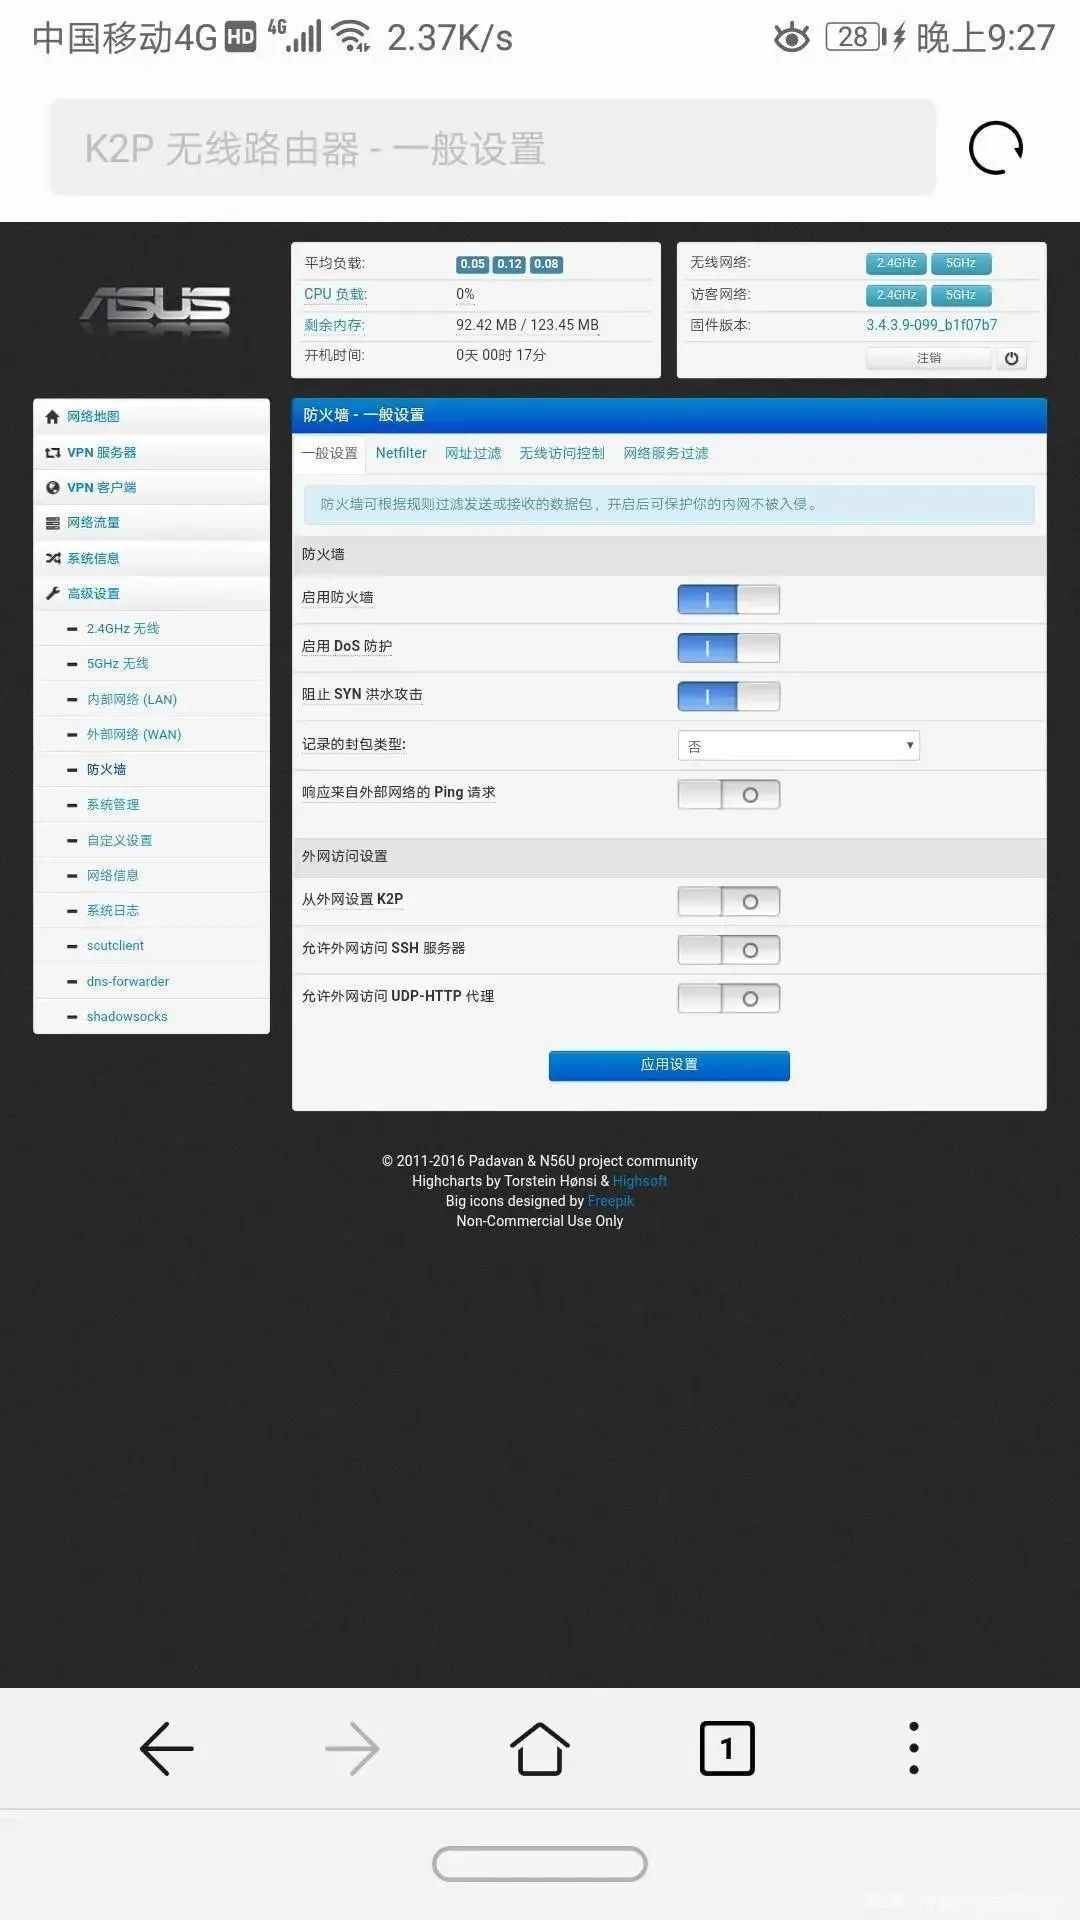 中国移动4G HD 4G 2.37K/s 28 晚上9:27
K2P 无线路由器 - 一般设置
ASUS
平均负载: 0.05 0.12 0.08
CPU 负载: 0%
剩余内存: 92.42 MB / 123.45 MB
开机时间: 0天 00时 17分
无线网络: 2.4GHz 5GHz
访客网络: 2.4GHz 5GHz
固件版本: 3.4.3.9-099_b1f07b7
注销
网络地图
VPN 服务器
VPN 客户端
网络流量
系统信息
高级设置
2.4GHz 无线
5GHz 无线
内部网络 (LAN)
外部网络 (WAN)
防火墙
系统管理
自定义设置
网络信息
系统日志
scutclient
dns-forwarder
shadowsocks
防火墙 - 一般设置
一般设置 Netfilter 网址过滤 无线访问控制 网络服务过滤
防火墙可根据规则过滤发送或接收的数据包，开启后可保护你的内网不被入侵。
防火墙
启用防火墙
启用 DoS 防护
阻止 SYN 洪水攻击
记录的封包类型: 否
响应来自外部网络的 Ping 请求
外网访问设置
从外网设置 K2P
允许外网访问 SSH 服务器
允许外网访问 UDP-HTTP 代理
应用设置
© 2011-2016 Padavan & N56U project community
Highcharts by Torstein Hønsi & Highsoft
Big icons designed by Freepik
Non-Commercial Use Only
1